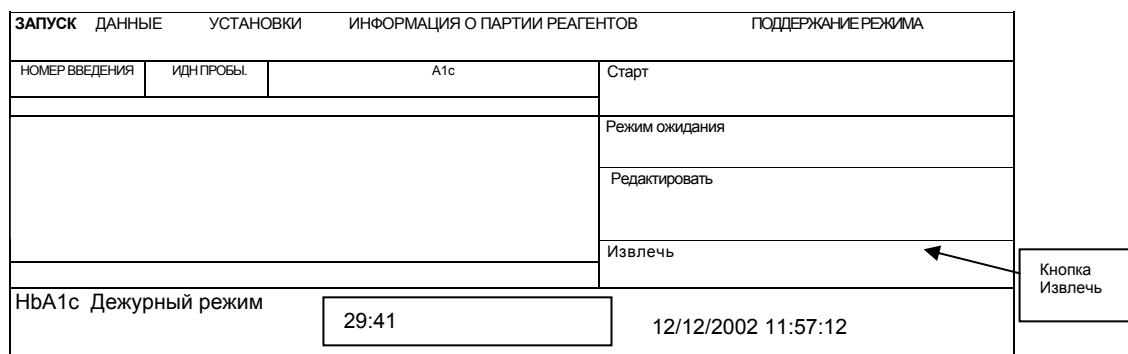 ЗАПУСК ДАННЫЕ УСТАНОВКИ ИНФОРМАЦИЯ О ПАРТИИ РЕАГЕНТОВ ПОДДЕРЖАНИЕ РЕЖИМА
НОМЕР ВВЕДЕНИЯ ИДН ПРОБЫ. A1c Старт
Режим ожидания
Редактировать
Извлечь
Кнопка
Извлечь
HbA1c Дежурный режим 29:41 12/12/2002 11:57:12